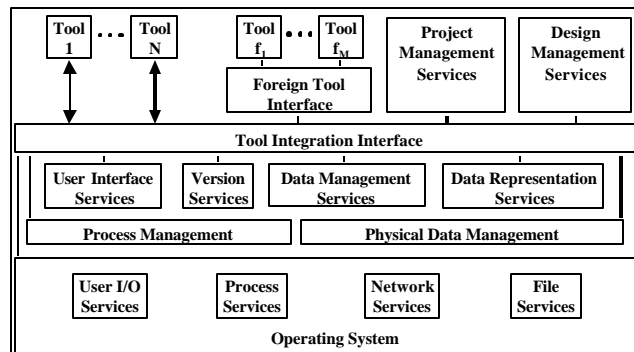 Tool 1 ••• Tool N
Tool f1 ••• Tool fM
Foreign Tool Interface
Project Management Services
Design Management Services
Tool Integration Interface
User Interface Services
Version Services
Data Management Services
Data Representation Services
Process Management
Physical Data Management
User I/O Services
Process Services
Network Services
File Services
Operating System